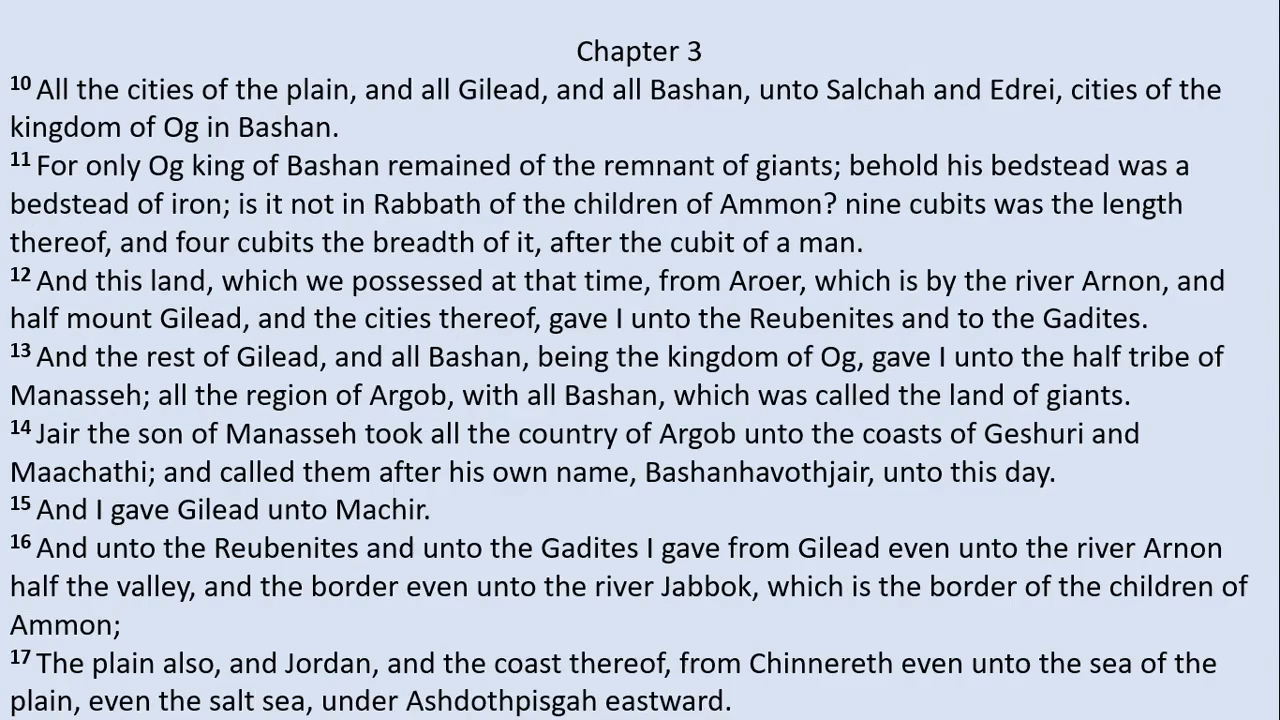 Chapter 3
10 All the cities of the plain, and all Gilead, and all Bashan, unto Salchah and Edrei, cities of the
kingdom of Og in Bashan.
11 For only Og king of Bashan remained of the remnant of giants; behold his bedstead was a
bedstead of iron; is it not in Rabbath of the children of Ammon? nine cubits was the length
thereof, and four cubits the breadth of it, after the cubit of a man.
12 And this land, which we possessed at that time, from Aroer, which is by the river Arnon, and
half mount Gilead, and the cities thereof, gave I unto the Reubenites and to the Gadites.
13 And the rest of Gilead, and all Bashan, being the kingdom of Og, gave I unto the half tribe of
Manasseh; all the region of Argob, with all Bashan, which was called the land of giants.
14 Jair the son of Manasseh took all the country of Argob unto the coasts of Geshuri and
Maachathi; and called them after his own name, Bashanhavothjair, unto this day.
15 And I gave Gilead unto Machir.
16 And unto the Reubenites and unto the Gadites I gave from Gilead even unto the river Arnon
half the valley, and the border even unto the river Jabbok, which is the border of the children of
Ammon;
17 The plain also, and Jordan, and the coast thereof, from Chinnereth even unto the sea of the
plain, even the salt sea, under Ashdothpisgah eastward.